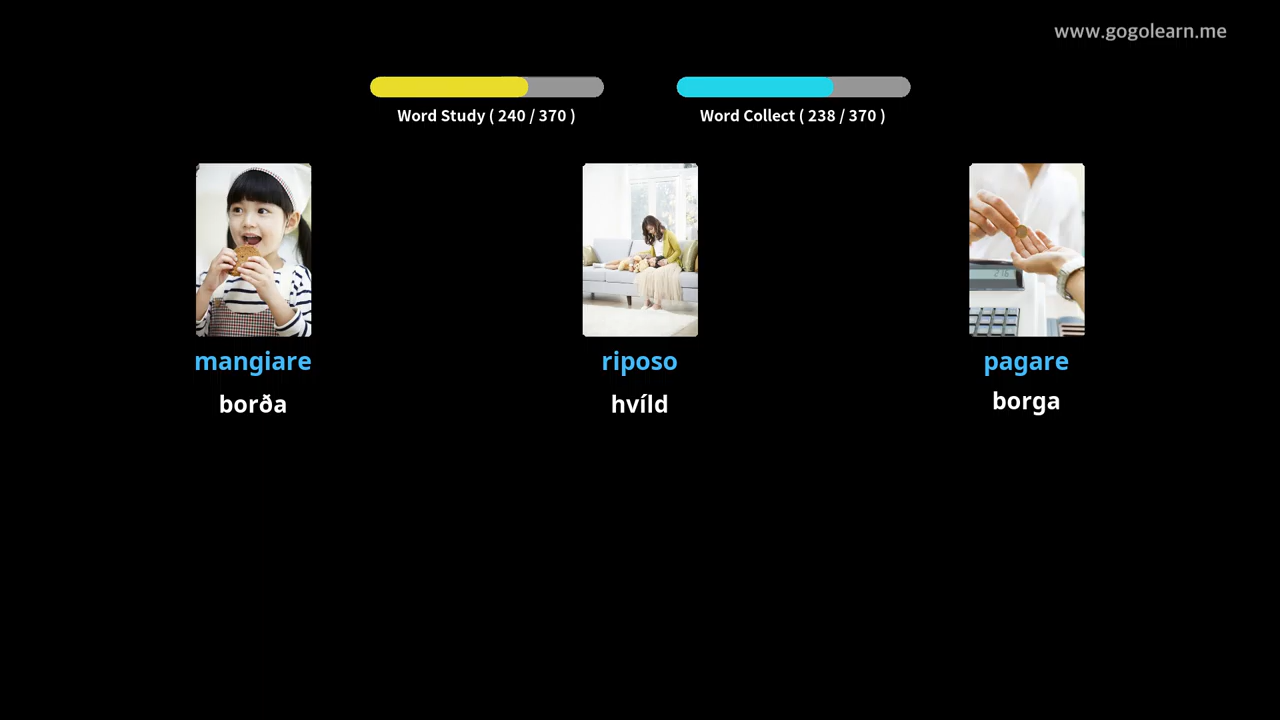 www.gogolearn.me
Word Study ( 240 / 370 )
Word Collect ( 238 / 370 )
mangiare
riposo
pagare
borða
hvíld
borga